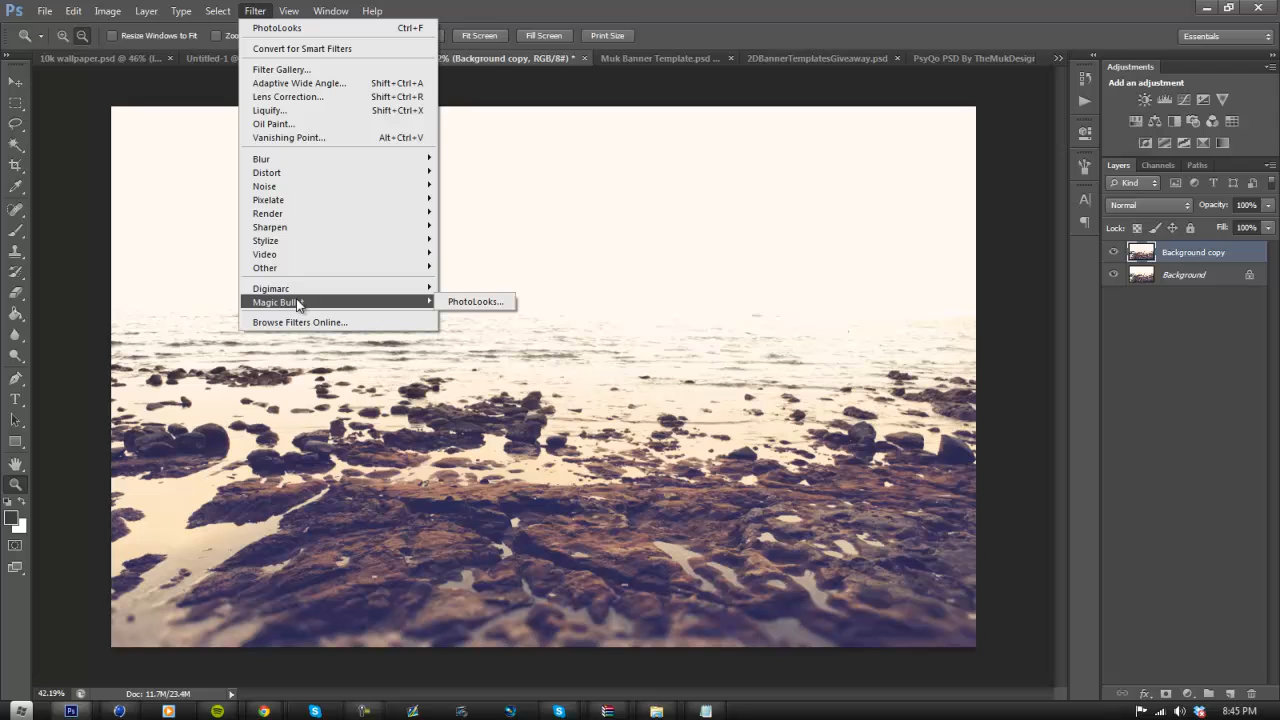 Ps File Edit Image Layer Type Select Filter View Window Help
Resize Windows to Fit Zoo Fit Screen Fill Screen Print Size Essentials
10k wallpaper.psd @ 46% (l... × Untitled-1 @ 2% (Background copy, RGB/8#) * × Muk Banner Template.psd ... × 2DBannerTemplatesGiveaway.psd × PsyQo PSD By TheMukDesign
PhotoLooks Ctrl+F
Convert for Smart Filters
Filter Gallery...
Adaptive Wide Angle... Shift+Ctrl+A
Lens Correction... Shift+Ctrl+R
Liquify... Shift+Ctrl+X
Oil Paint...
Vanishing Point... Alt+Ctrl+V
Blur
Distort
Noise
Pixelate
Render
Sharpen
Stylize
Video
Other
Digimarc
Magic Bull
PhotoLooks...
Browse Filters Online...
Adjustments
Add an adjustment
Layers Channels Paths
Kind
Normal Opacity: 100%
Lock: Fill: 100%
Background copy
Background
42.19% Doc: 11.7M/23.4M
8:45 PM